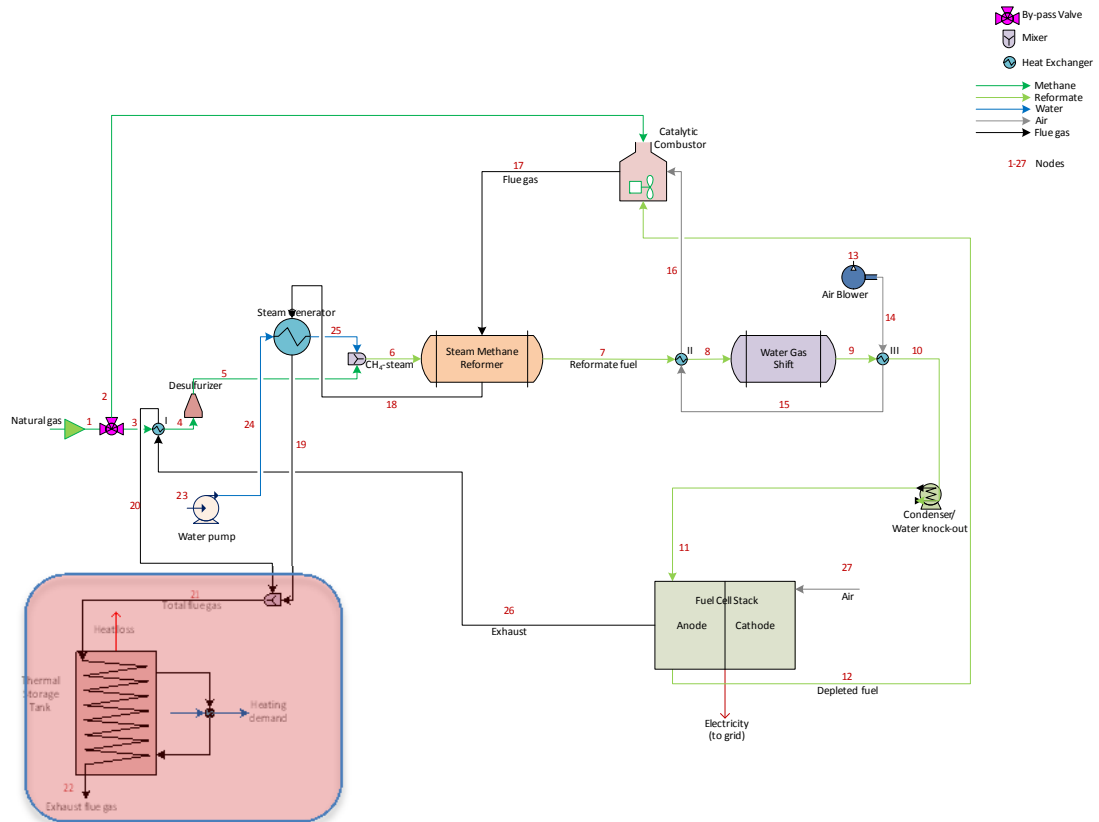 By-pass Valve
Mixer
Heat Exchanger
Methane
Reformate
Water
Air
Flue gas
1-27 Nodes
Catalytic
Combustor
17
Flue gas
16
13
Air Blower
14
Steam Generator
25
II
III
6
CH₄-steam
Steam Methane
Reformer
7
Reformate fuel
8
Water Gas
Shift
9
10
5
Desulfurizer
2
18
15
Natural gas
1
3
I
4
24
19
20
23
Water pump
Condenser/
Water knock-out
11
27
Air
Fuel Cell Stack
Anode
Cathode
26
Exhaust
12
Depleted fuel
Electricity
(to grid)
21
Total flue gas
Heat loss
Thermal
Storage
Tank
Heating
demand
22
Exhaust flue gas